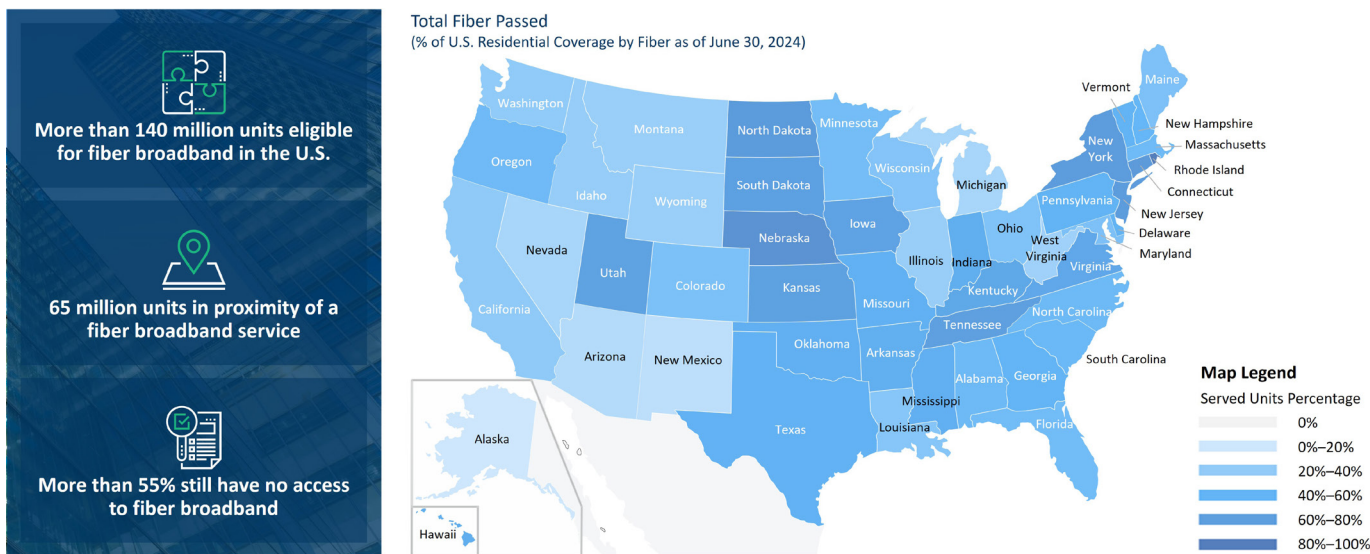 More than 140 million units eligible
for fiber broadband in the U.S.
65 million units in proximity of a
fiber broadband service
More than 55% still have no access
to fiber broadband
Total Fiber Passed
(% of U.S. Residential Coverage by Fiber as of June 30, 2024)
Washington
Oregon
California
Nevada
Idaho
Montana
Wyoming
Utah
Colorado
Arizona
New Mexico
North Dakota
South Dakota
Nebraska
Kansas
Oklahoma
Texas
Minnesota
Iowa
Missouri
Arkansas
Louisiana
Wisconsin
Illinois
Michigan
Indiana
Ohio
Kentucky
Tennessee
Mississippi
Alabama
Georgia
Florida
South Carolina
North Carolina
Virginia
West
Virginia
Pennsylvania
New
York
Maine
Vermont
New Hampshire
Massachusetts
Rhode Island
Connecticut
New Jersey
Delaware
Maryland
Alaska
Hawaii
Map Legend
Served Units Percentage
0%
0%–20%
20%–40%
40%–60%
60%–80%
80%–100%